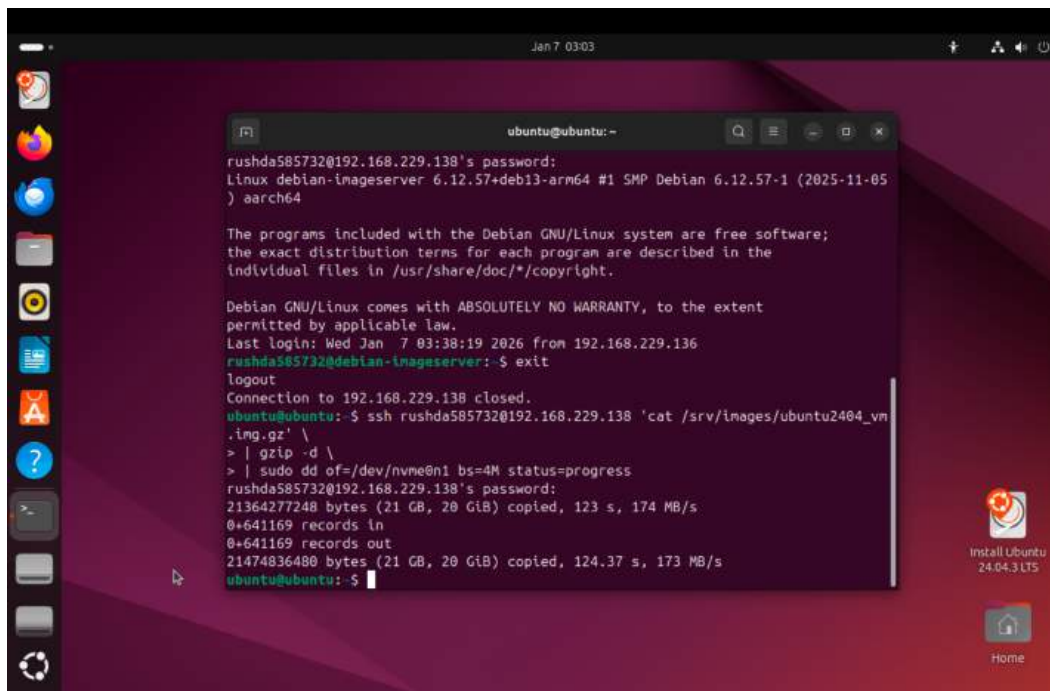 Jan 7 03:03
ubuntu@ubuntu: ~
rushda585732@192.168.229.138's password:
Linux debian-imageserver 6.12.57+deb13-arm64 #1 SMP Debian 6.12.57-1 (2025-11-05
) aarch64
The programs included with the Debian GNU/Linux system are free software;
the exact distribution terms for each program are described in the
individual files in /usr/share/doc/*/copyright.
Debian GNU/Linux comes with ABSOLUTELY NO WARRANTY, to the extent
permitted by applicable law.
Last login: Wed Jan  7 03:38:19 2026 from 192.168.229.136
rushda585732@debian-imageserver:~$ exit
logout
Connection to 192.168.229.138 closed.
ubuntu@ubuntu:~$ ssh rushda585732@192.168.229.138 'cat /srv/images/ubuntu2404_vm
.img.gz' \
> | gzip -d \
> | sudo dd of=/dev/nvme0n1 bs=4M status=progress
rushda585732@192.168.229.138's password:
21364277248 bytes (21 GB, 20 GiB) copied, 123 s, 174 MB/s
0+641169 records in
0+641169 records out
21474836480 bytes (21 GB, 20 GiB) copied, 124.37 s, 173 MB/s
ubuntu@ubuntu:~$
Install Ubuntu
24.04.3 LTS
Home